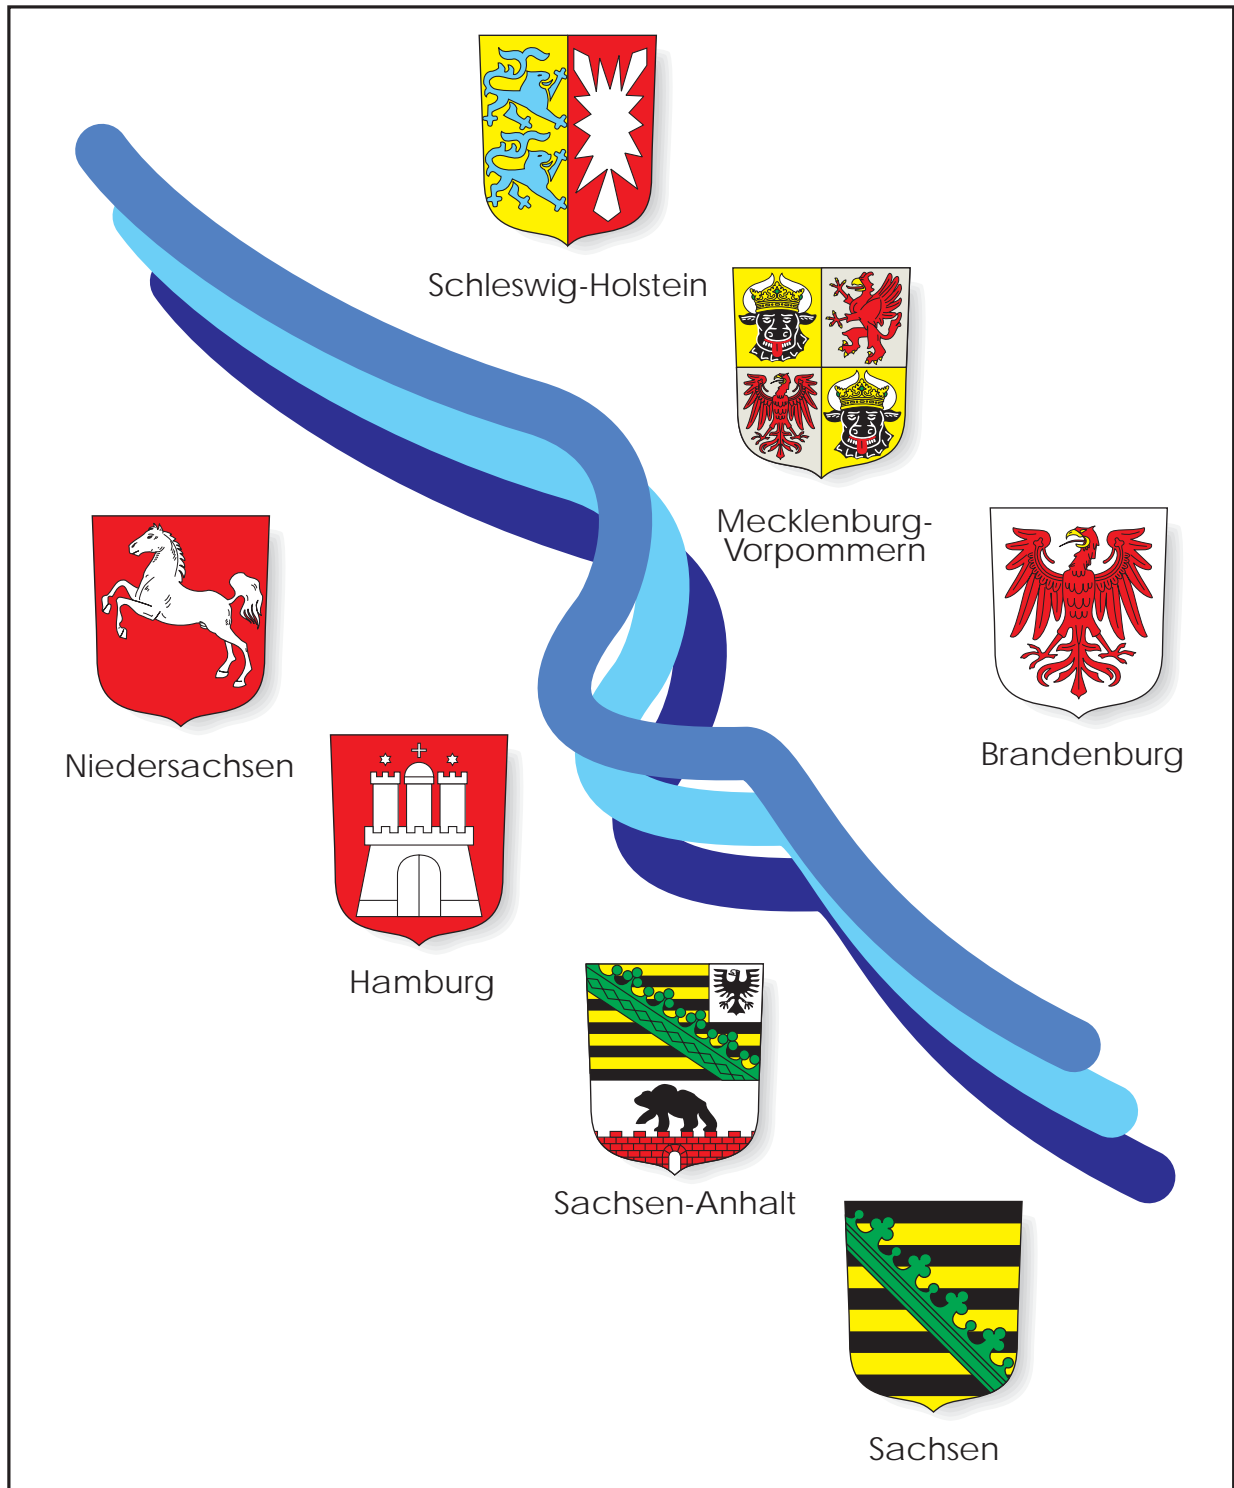 Schleswig-Holstein
Mecklenburg-
Vorpommern
Niedersachsen
Brandenburg
Hamburg
Sachsen-Anhalt
Sachsen